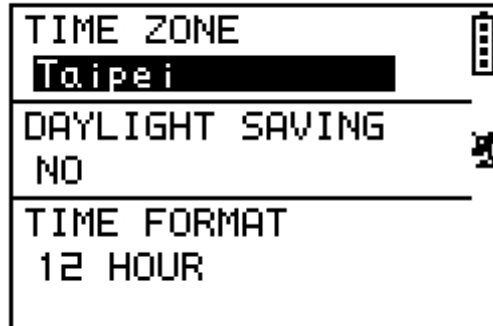 TIME ZONE
Taipei
DAYLIGHT SAVING
NO
TIME FORMAT
12 HOUR